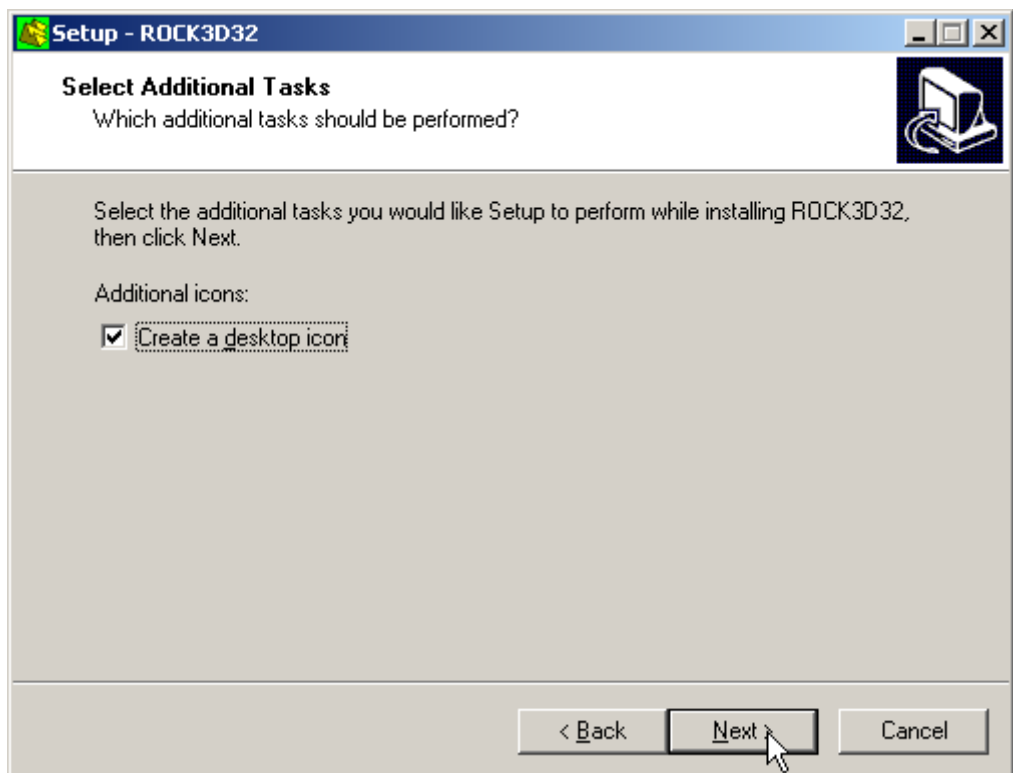 Setup - ROCK3D32
Select Additional Tasks
Which additional tasks should be performed?
Select the additional tasks you would like Setup to perform while installing ROCK3D32,
then click Next.
Additional icons:
Create a desktop icon
< Back Next > Cancel